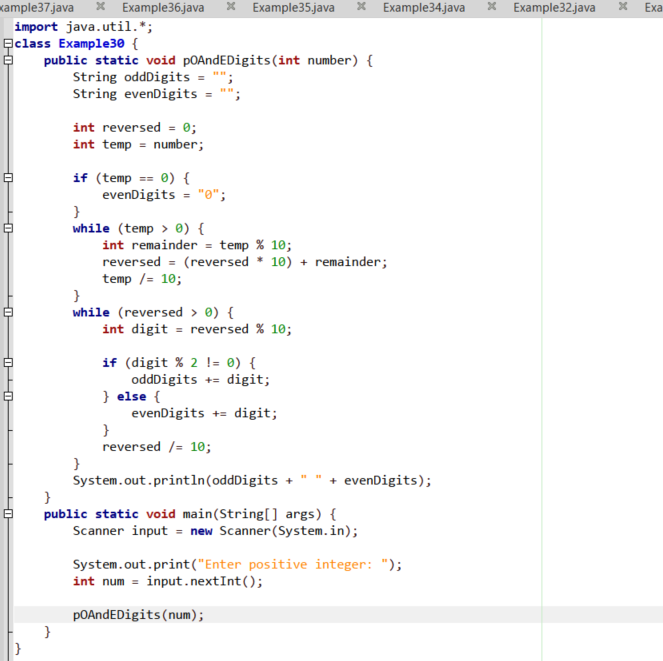 xample37.java Example36.java Example35.java Example34.java Example32.java Exa
import java.util.*;
class Example30 {
    public static void pOAndEDigits(int number) {
        String oddDigits = "";
        String evenDigits = "";

        int reversed = 0;
        int temp = number;

        if (temp == 0) {
            evenDigits = "0";
        }
        while (temp > 0) {
            int remainder = temp % 10;
            reversed = (reversed * 10) + remainder;
            temp /= 10;
        }
        while (reversed > 0) {
            int digit = reversed % 10;

            if (digit % 2 != 0) {
                oddDigits += digit;
            } else {
                evenDigits += digit;
            }
            reversed /= 10;
        }
        System.out.println(oddDigits + " " + evenDigits);
    }
    public static void main(String[] args) {
        Scanner input = new Scanner(System.in);

        System.out.print("Enter positive integer: ");
        int num = input.nextInt();

        pOAndEDigits(num);
    }
}